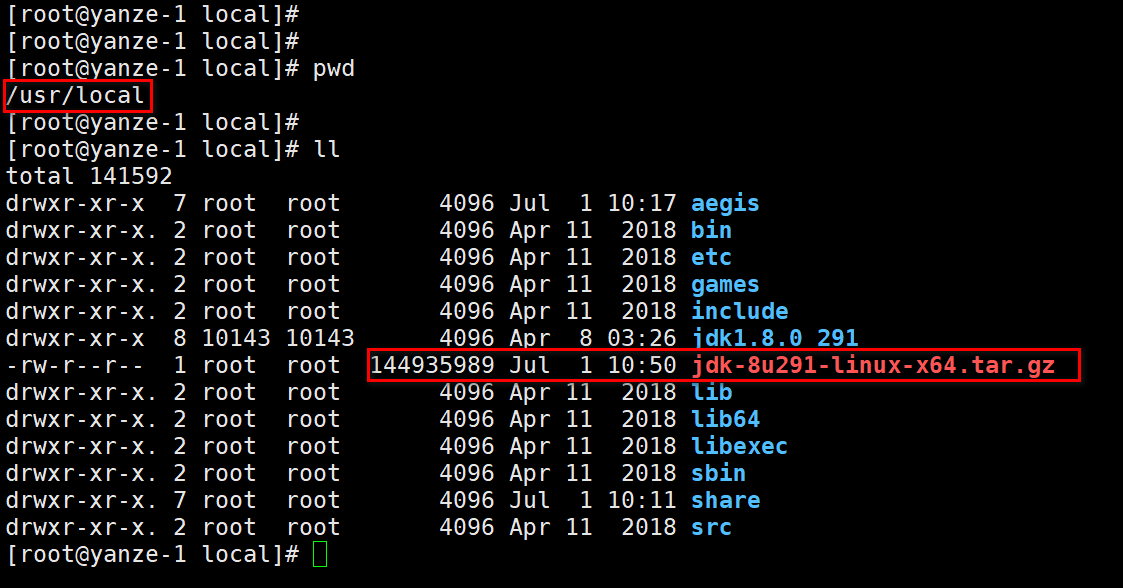 [root@yanze-1 local]#
[root@yanze-1 local]#
[root@yanze-1 local]# pwd
/usr/local
[root@yanze-1 local]#
[root@yanze-1 local]# ll
total 141592
drwxr-xr-x  7 root  root       4096 Jul  1 10:17 aegis
drwxr-xr-x. 2 root  root       4096 Apr 11  2018 bin
drwxr-xr-x. 2 root  root       4096 Apr 11  2018 etc
drwxr-xr-x. 2 root  root       4096 Apr 11  2018 games
drwxr-xr-x. 2 root  root       4096 Apr 11  2018 include
drwxr-xr-x  8 10143 10143      4096 Apr  8 03:26 jdk1.8.0_291
-rw-r--r--  1 root  root  144935989 Jul  1 10:50 jdk-8u291-linux-x64.tar.gz
drwxr-xr-x. 2 root  root       4096 Apr 11  2018 lib
drwxr-xr-x. 2 root  root       4096 Apr 11  2018 lib64
drwxr-xr-x. 2 root  root       4096 Apr 11  2018 libexec
drwxr-xr-x. 2 root  root       4096 Apr 11  2018 sbin
drwxr-xr-x. 7 root  root       4096 Jul  1 10:11 share
drwxr-xr-x. 2 root  root       4096 Apr 11  2018 src
[root@yanze-1 local]#